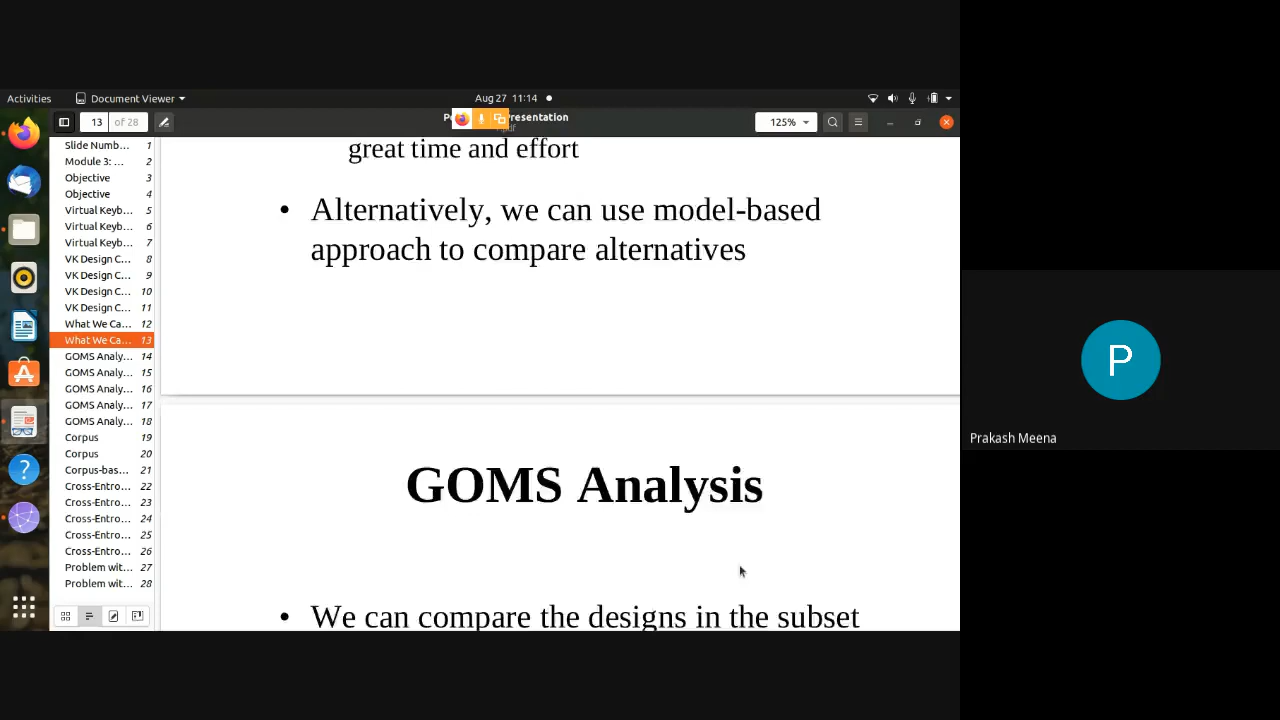 Activities
Document Viewer
Aug 27 11:14
13 of 28
125%
great time and effort
• Alternatively, we can use model-based
approach to compare alternatives
GOMS Analysis
• We can compare the designs in the subset
Slide Numb... 1
Module 3: ... 2
Objective 3
Objective 4
Virtual Keyb... 5
Virtual Keyb... 6
Virtual Keyb... 7
VK Design C... 8
VK Design C... 9
VK Design C... 10
VK Design C... 11
What We Ca... 12
What We Ca... 13
GOMS Analy... 14
GOMS Analy... 15
GOMS Analy... 16
GOMS Analy... 17
GOMS Analy... 18
Corpus 19
Corpus 20
Corpus-bas... 21
Cross-Entro... 22
Cross-Entro... 23
Cross-Entro... 24
Cross-Entro... 25
Cross-Entro... 26
Problem wit... 27
Problem wit... 28
P
Prakash Meena